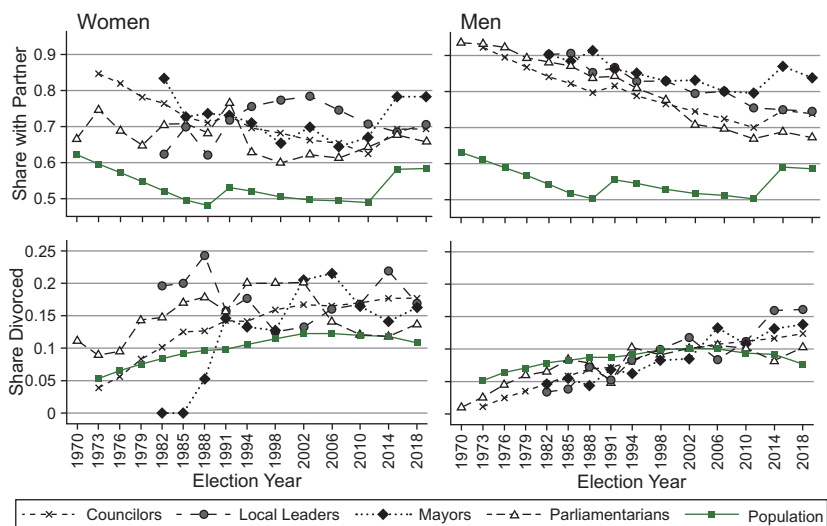 Women
Men
Share with Partner
0.9
0.8
0.7
0.6
0.5
Share Divorced
0.25
0.2
0.15
0.1
0.05
0
1970 1973 1976 1979 1982 1985 1988 1991 1994 1998 2002 2006 2010 2014 2018
1970 1973 1976 1979 1982 1985 1988 1991 1994 1998 2002 2006 2010 2014 2018
Election Year
Election Year
Councilors Local Leaders Mayors Parliamentarians Population